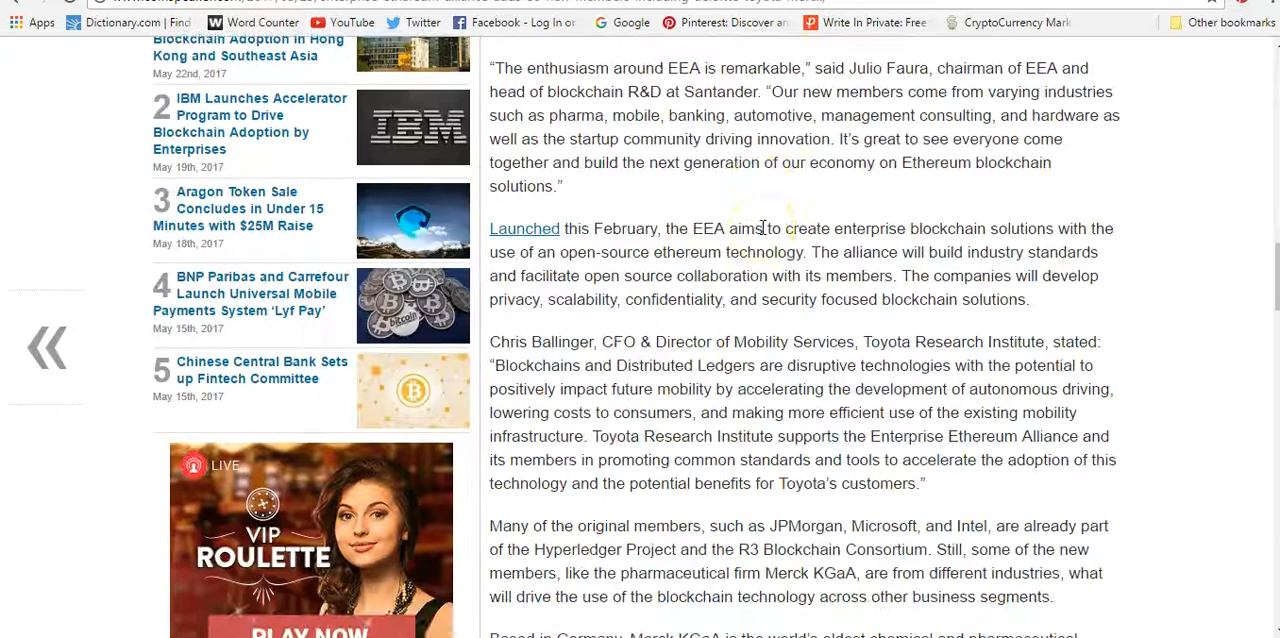 Apps
Dictionary.com | Find
Word Counter
YouTube
Twitter
Facebook - Log In or
Google
Pinterest: Discover an
Write In Private: Free
CryptoCurrency Mark
Other bookmarks
Blockchain Adoption in Hong
Kong and Southeast Asia
May 22nd, 2017
2 IBM Launches Accelerator
Program to Drive
Blockchain Adoption by
Enterprises
May 19th, 2017
IBM
3 Aragon Token Sale
Concludes in Under 15
Minutes with $25M Raise
May 18th, 2017
4 BNP Paribas and Carrefour
Launch Universal Mobile
Payments System ‘Lyf Pay’
May 15th, 2017
bitcoin
5 Chinese Central Bank Sets
up Fintech Committee
May 15th, 2017
LIVE
VIP
ROULETTE
PLAY NOW
“The enthusiasm around EEA is remarkable,” said Julio Faura, chairman of EEA and
head of blockchain R&D at Santander. “Our new members come from varying industries
such as pharma, mobile, banking, automotive, management consulting, and hardware as
well as the startup community driving innovation. It’s great to see everyone come
together and build the next generation of our economy on Ethereum blockchain
solutions.”
Launched this February, the EEA aims to create enterprise blockchain solutions with the
use of an open-source ethereum technology. The alliance will build industry standards
and facilitate open source collaboration with its members. The companies will develop
privacy, scalability, confidentiality, and security focused blockchain solutions.
Chris Ballinger, CFO & Director of Mobility Services, Toyota Research Institute, stated:
“Blockchains and Distributed Ledgers are disruptive technologies with the potential to
positively impact future mobility by accelerating the development of autonomous driving,
lowering costs to consumers, and making more efficient use of the existing mobility
infrastructure. Toyota Research Institute supports the Enterprise Ethereum Alliance and
its members in promoting common standards and tools to accelerate the adoption of this
technology and the potential benefits for Toyota’s customers.”
Many of the original members, such as JPMorgan, Microsoft, and Intel, are already part
of the Hyperledger Project and the R3 Blockchain Consortium. Still, some of the new
members, like the pharmaceutical firm Merck KGaA, are from different industries, what
will drive the use of the blockchain technology across other business segments.
Based in Germany, Merck KGaA is the world’s oldest chemical and pharmaceutical